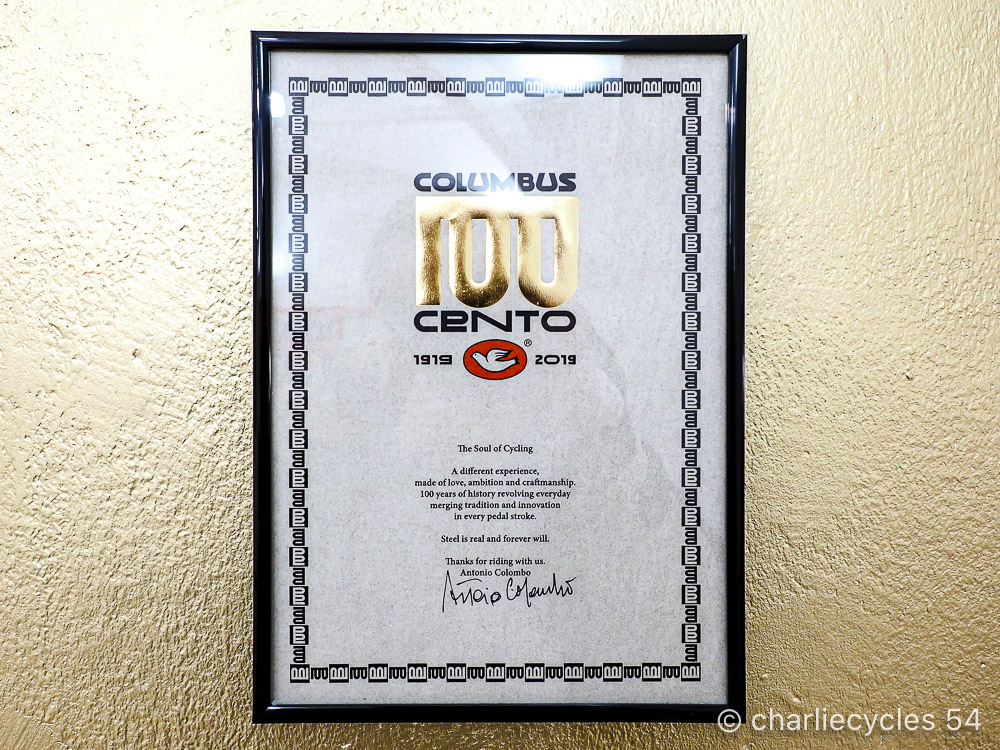 COLUMBUS
100
CENTO
1919 ® 2019
The Soul of Cycling
A different experience,
made of love, ambition and craftmanship.
100 years of history revolving everyday
merging tradition and innovation
in every pedal stroke.
Steel is real and forever will.
Thanks for riding with us.
Antonio Colombo
Antonio Colombo
© charliecycles 54